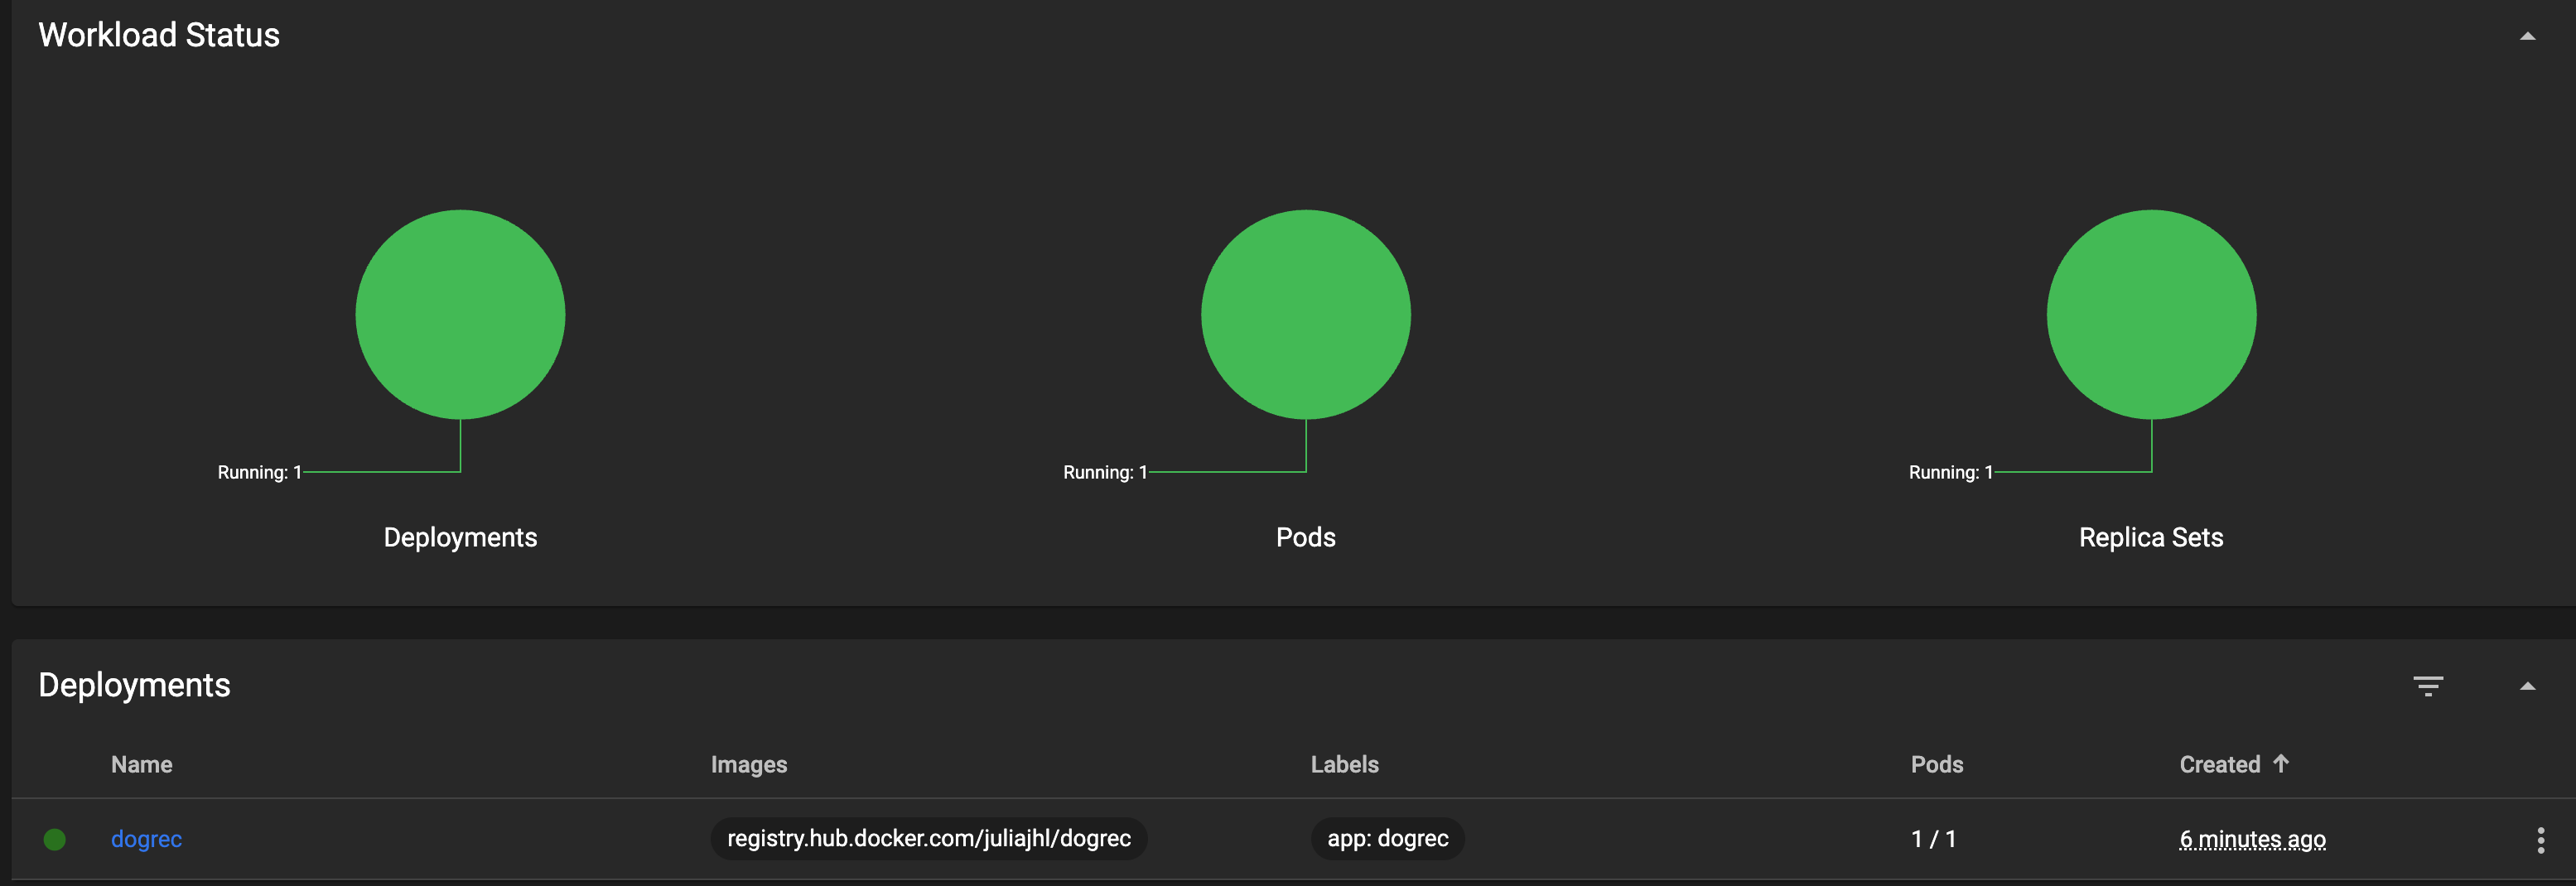 Workload Status
Running: 1
Running: 1
Running: 1
Deployments
Pods
Replica Sets
Deployments
Name Images Labels Pods Created ↑
dogrec registry.hub.docker.com/juliajhl/dogrec app: dogrec 1 / 1 6 minutes ago